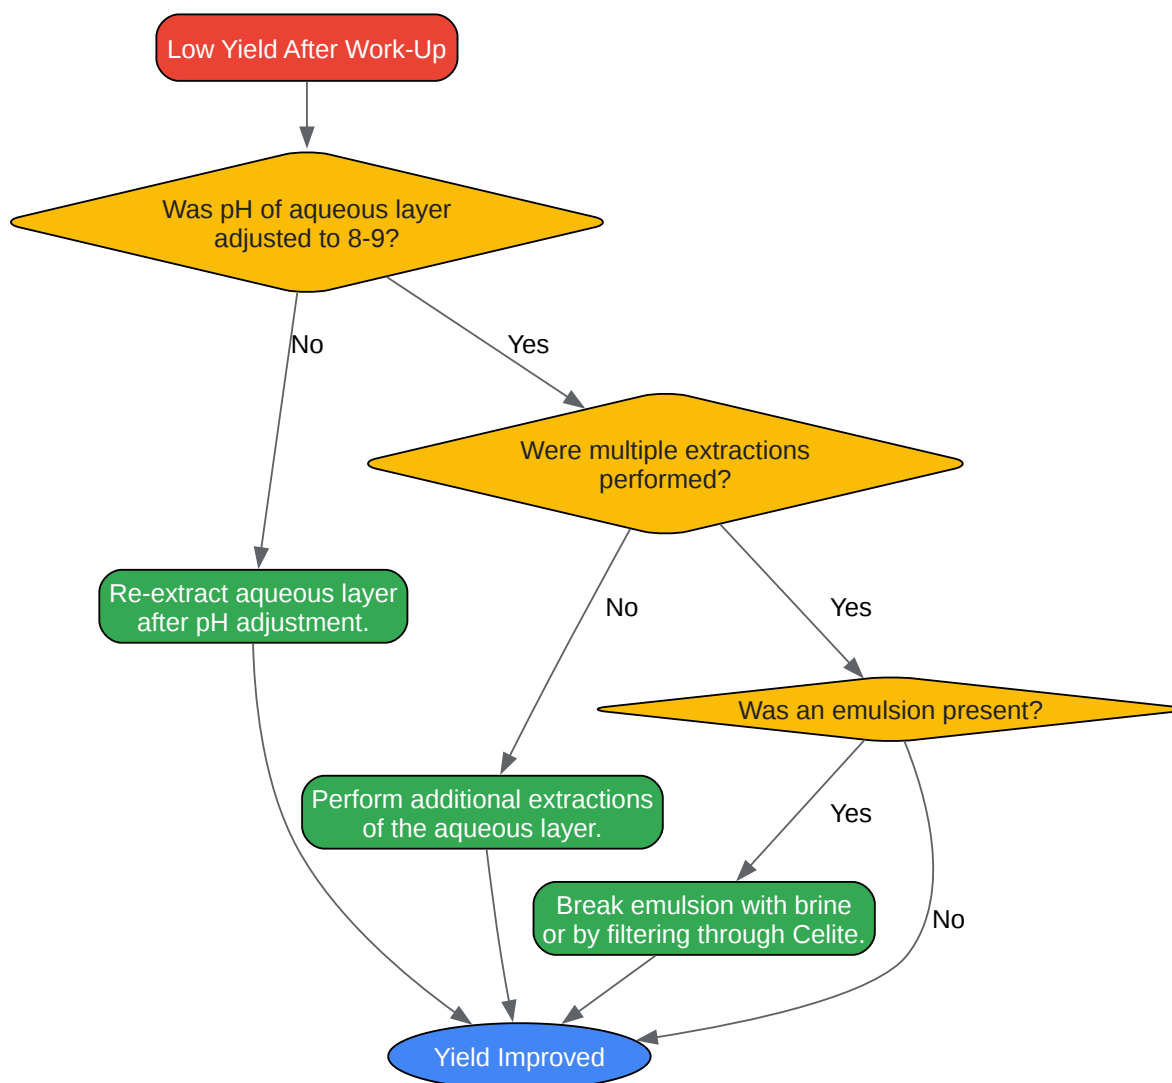 Low Yield After Work-Up
Was pH of aqueous layer
adjusted to 8-9?
No
Yes
Were multiple extractions
performed?
Re-extract aqueous layer
after pH adjustment.
No
Yes
Was an emulsion present?
Perform additional extractions
of the aqueous layer.
Yes
Break emulsion with brine
or by filtering through Celite.
No
Yield Improved